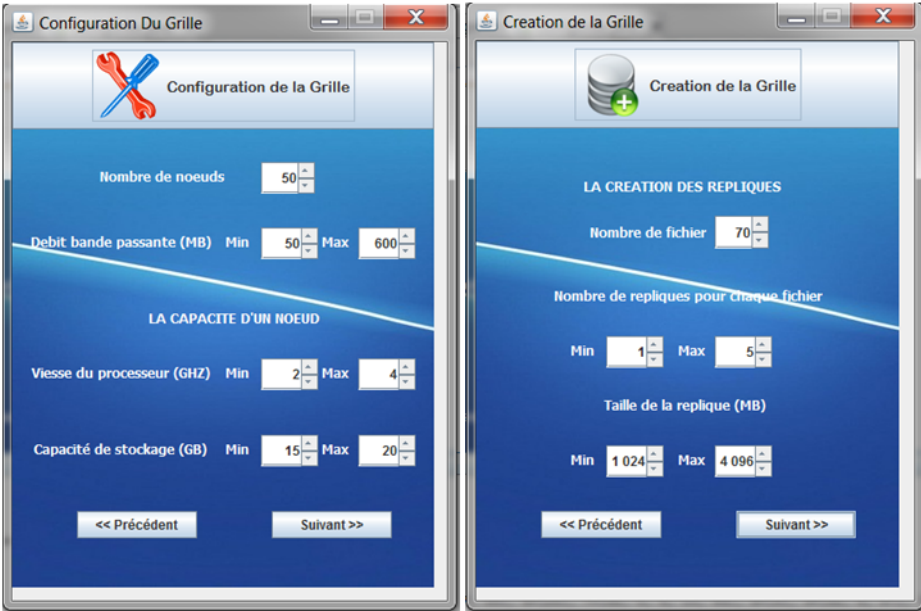 Configuration Du Grille
Configuration de la Grille
Nombre de noeuds 50
Debit bande passante (MB) Min 50 Max 600
LA CAPACITE D'UN NOEUD
Viesse du processeur (GHZ) Min 2 Max 4
Capacité de stockage (GB) Min 15 Max 20
<< Précédent Suivant >>
Creation de la Grille
Creation de la Grille
LA CREATION DES REPLIQUES
Nombre de fichier 70
Nombre de repliques pour chaque fichier
Min 1 Max 5
Taille de la replique (MB)
Min 1 024 Max 4 096
<< Précédent Suivant >>